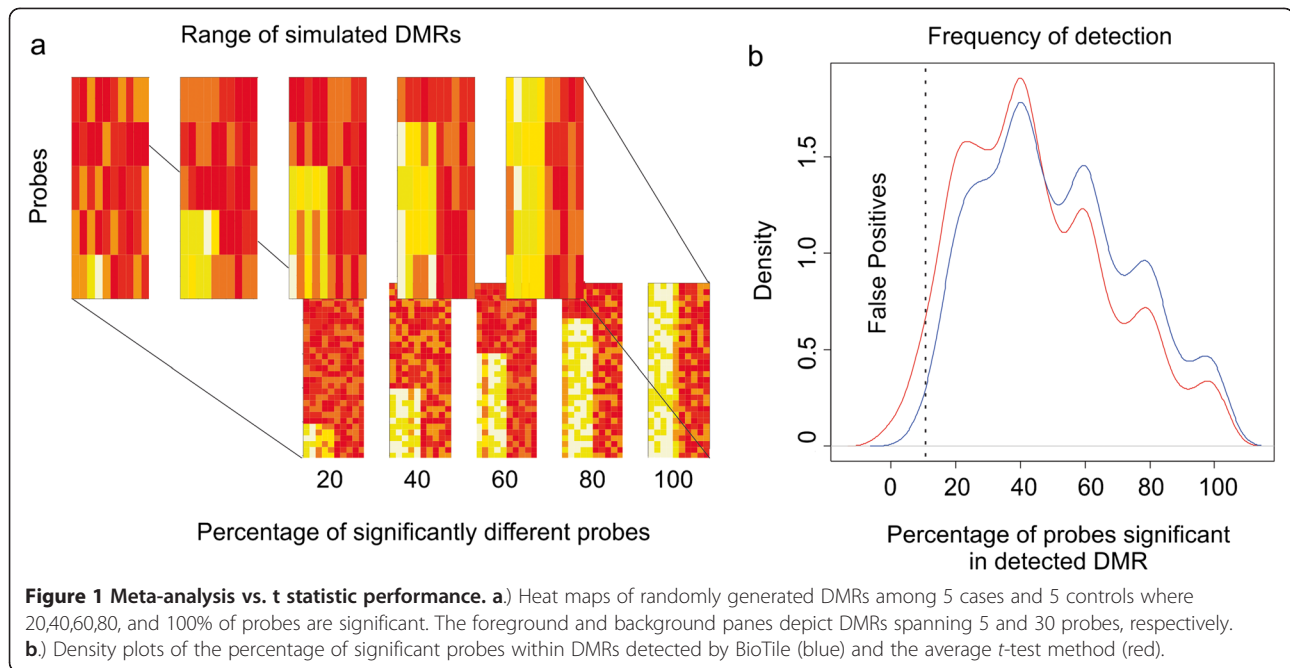 a
Range of simulated DMRs
Probes
20 40 60 80 100
Percentage of significantly different probes
b
Frequency of detection
Density
0 0.5 1.0 1.5
False Positives
0 20 40 60 80 100
Percentage of probes significant
in detected DMR
Figure 1 Meta-analysis vs. t statistic performance. a.) Heat maps of randomly generated DMRs among 5 cases and 5 controls where
20,40,60,80, and 100% of probes are significant. The foreground and background panes depict DMRs spanning 5 and 30 probes, respectively.
b.) Density plots of the percentage of significant probes within DMRs detected by BioTile (blue) and the average t-test method (red).